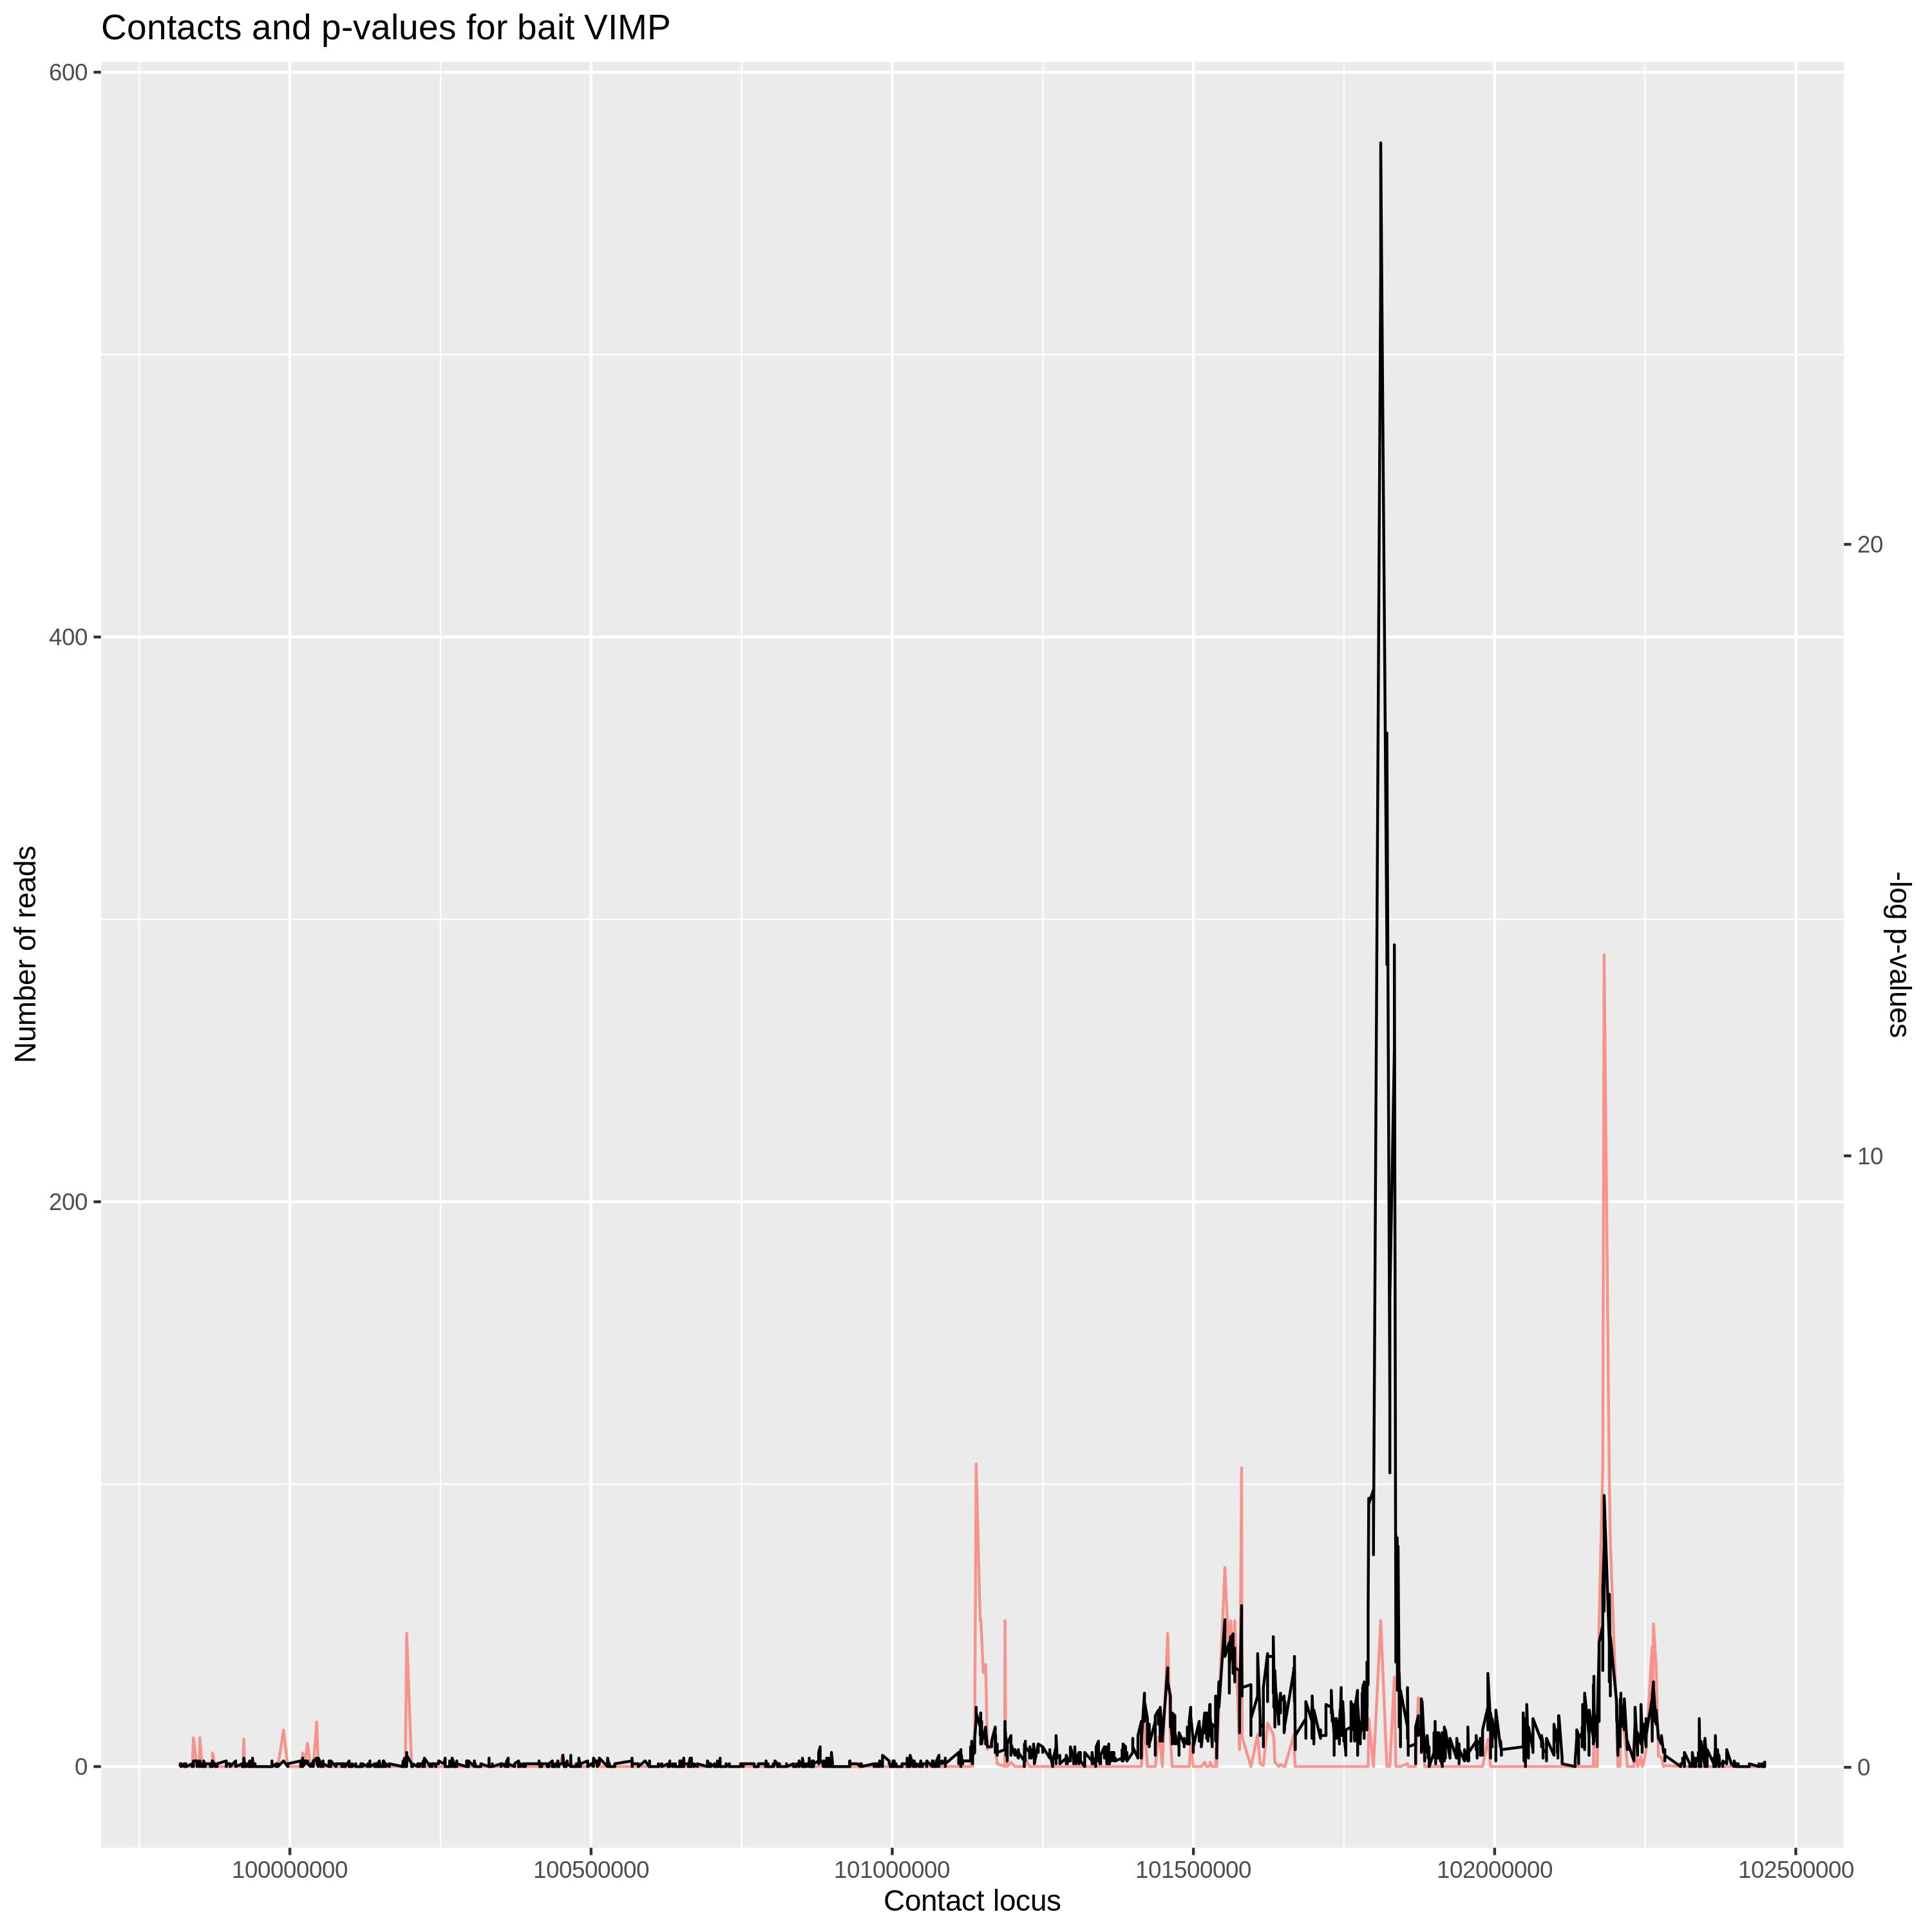 Contacts and p-values for bait VIMP
600
400
200
0
Number of reads
20
10
0
-log p-values
100000000 100500000 101000000 101500000 102000000 102500000
Contact locus